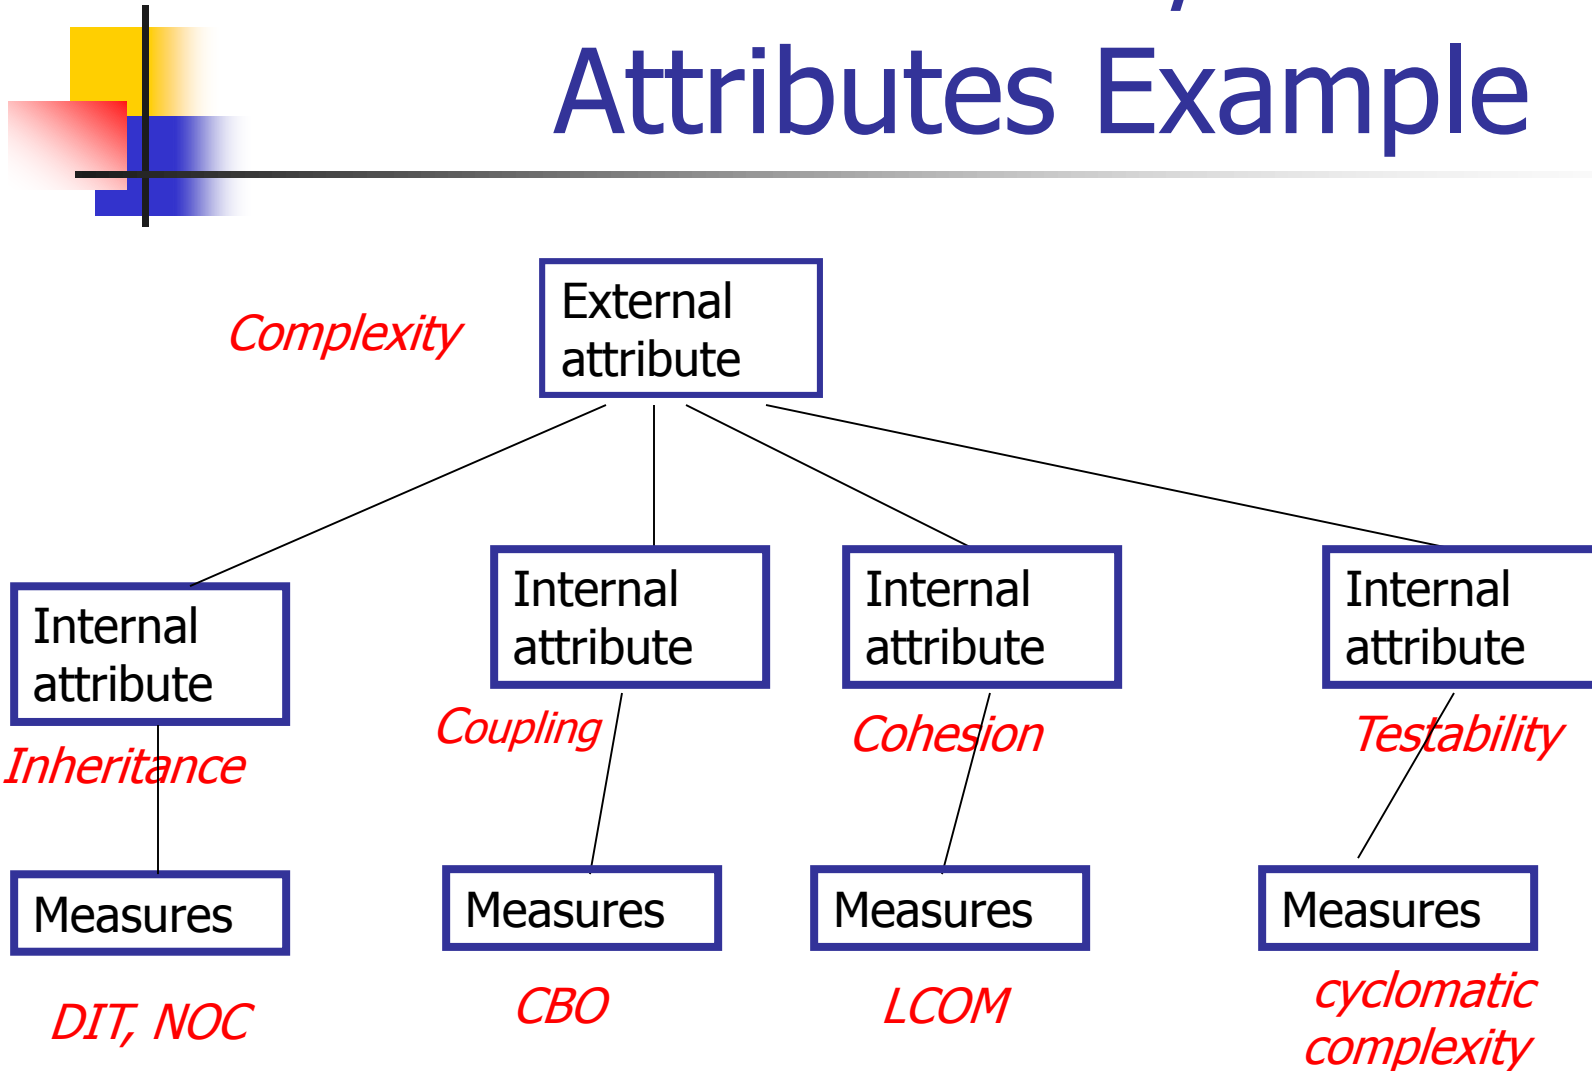 Attributes Example
External
attribute
Complexity
Internal
attribute
Inheritance
Internal
attribute
Coupling
Internal
attribute
Cohesion
Internal
attribute
Testability
Measures
DIT, NOC
Measures
CBO
Measures
LCOM
Measures
cyclomatic
complexity